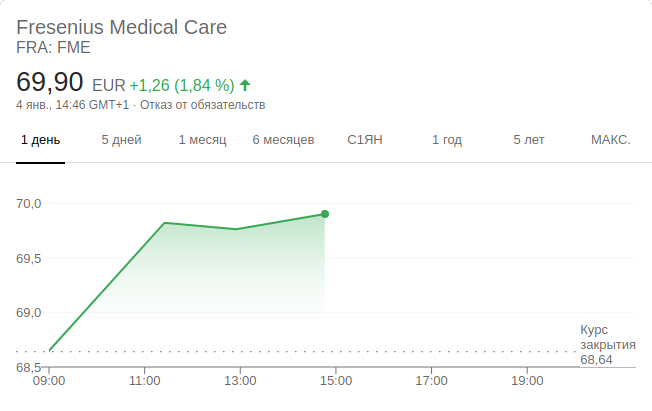 Fresenius Medical Care
FRA: FME
69,90 EUR +1,26 (1,84 %)
4 янв., 14:46 GMT+1 · Отказ от обязательств
1 день 5 дней 1 месяц 6 месяцев С1ЯН 1 год 5 лет МАКС.
70,0
69,5
69,0
68,5
Курс
закрытия
68,64
09:00 11:00 13:00 15:00 17:00 19:00